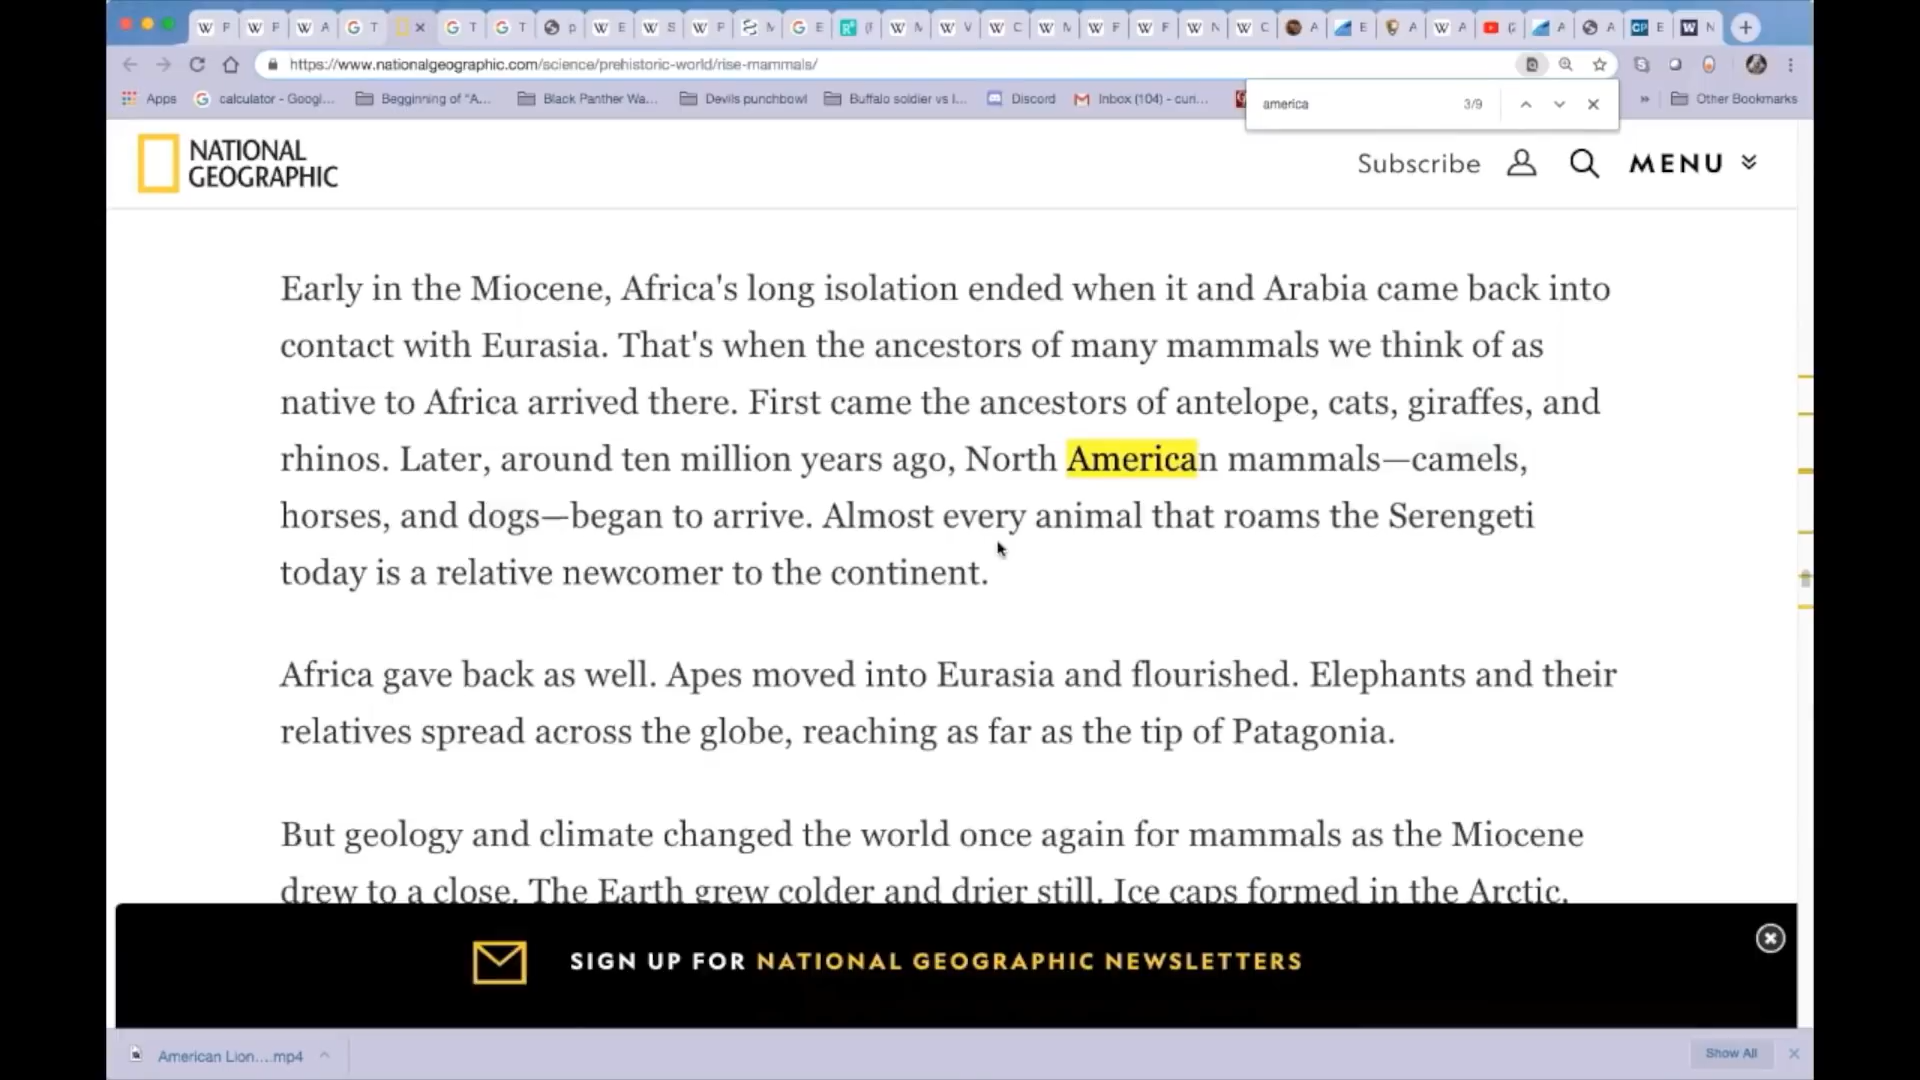 F F A T T T p E S P M E ( M V C M F F N C A E A A ( A A E N
https://www.nationalgeographic.com/science/prehistoric-world/rise-mammals/
Apps calculator - Googl... Begginning of "A... Black Panther Wa... Devils punchbowl Buffalo soldier vs I... Discord Inbox (104) - curi... » Other Bookmarks
america 3/9
NATIONAL
GEOGRAPHIC
Subscribe MENU
Early in the Miocene, Africa's long isolation ended when it and Arabia came back into
contact with Eurasia. That's when the ancestors of many mammals we think of as
native to Africa arrived there. First came the ancestors of antelope, cats, giraffes, and
rhinos. Later, around ten million years ago, North American mammals—camels,
horses, and dogs—began to arrive. Almost every animal that roams the Serengeti
today is a relative newcomer to the continent.
Africa gave back as well. Apes moved into Eurasia and flourished. Elephants and their
relatives spread across the globe, reaching as far as the tip of Patagonia.
But geology and climate changed the world once again for mammals as the Miocene
drew to a close. The Earth grew colder and drier still. Ice caps formed in the Arctic,
SIGN UP FOR NATIONAL GEOGRAPHIC NEWSLETTERS
American Lion....mp4
Show All